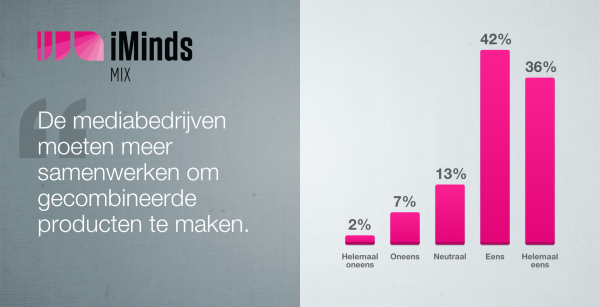 iMinds
MIX
De mediabedrijven
moeten meer
samenwerken om
gecombineerde
producten te maken.
2%
7%
13%
42%
36%
Helemaal
oneens
Oneens
Neutraal
Eens
Helemaal
eens